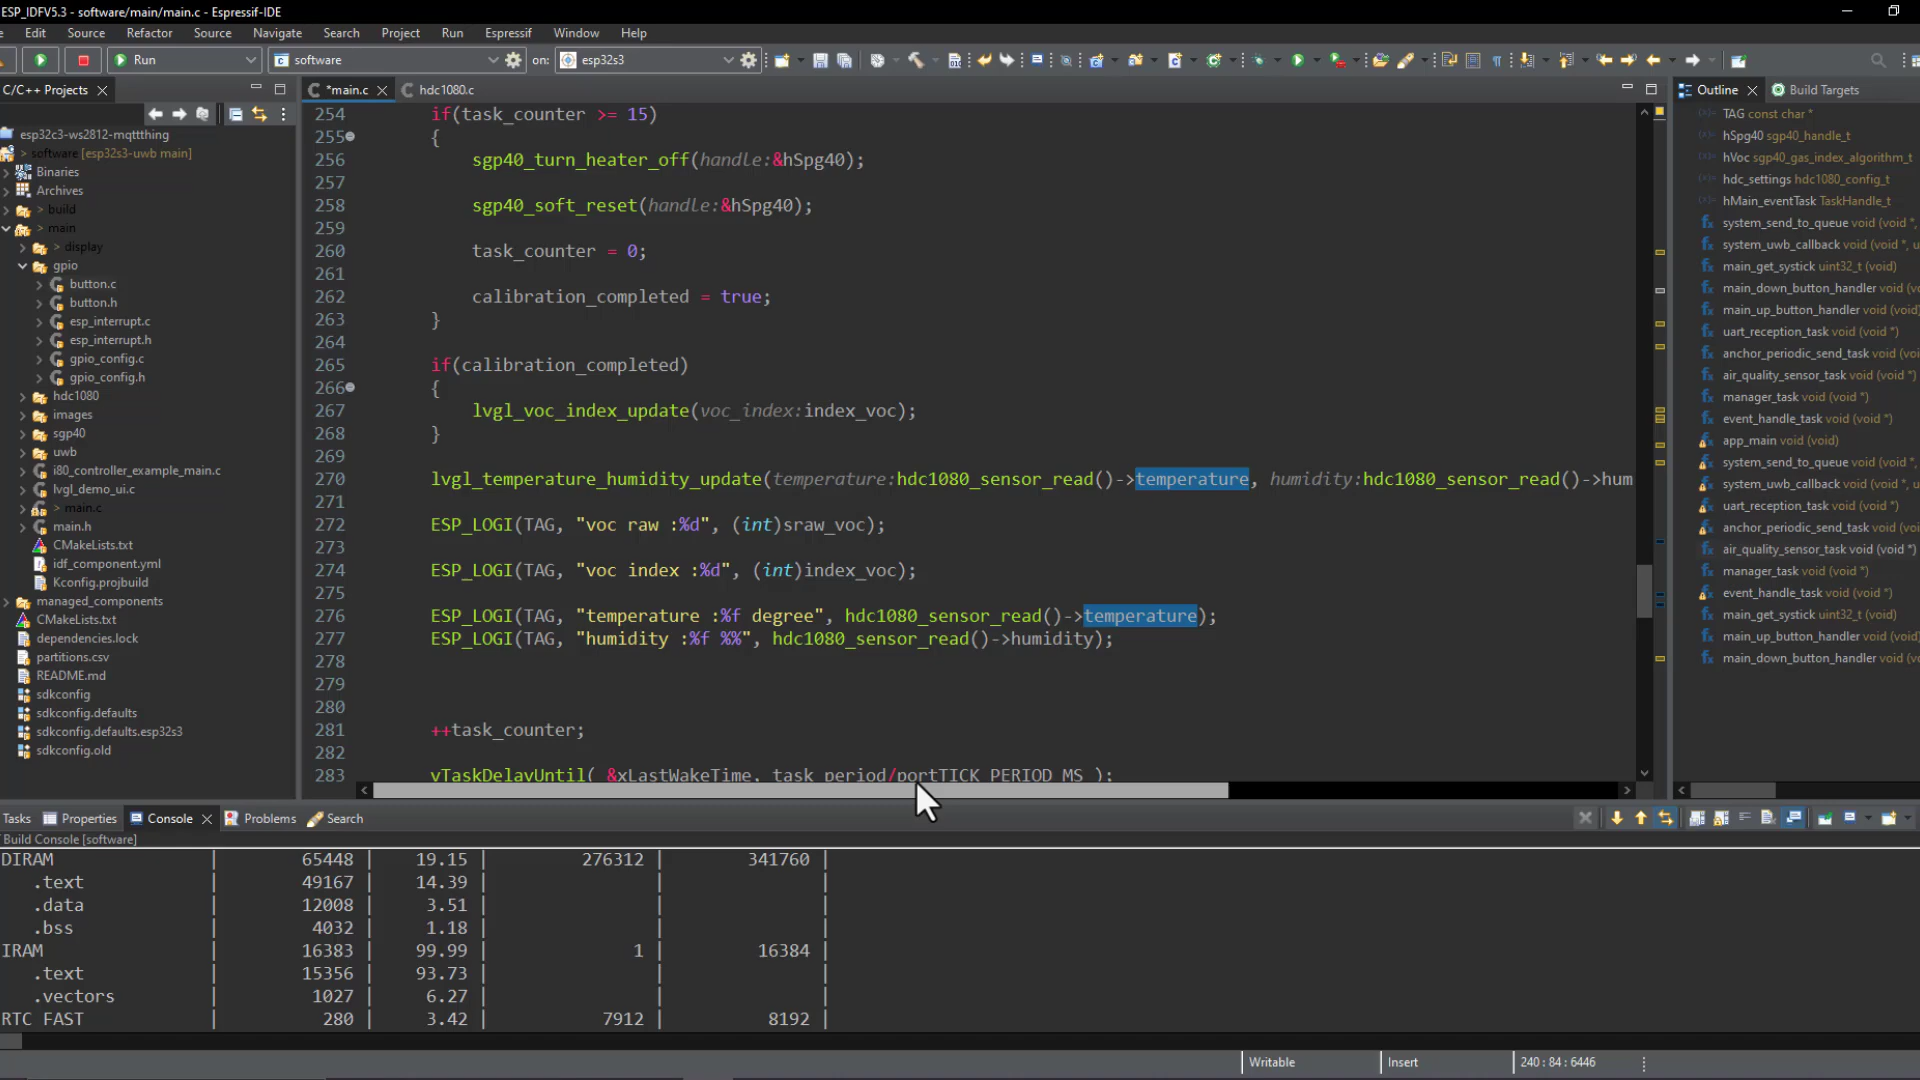 ESP_IDFV5.3 - software/main/main.c - Espressif-IDE
e Edit Source Refactor Source Navigate Search Project Run Espressif Window Help
Run software on: esp32s3
C/C++ Projects
esp32c3-ws2812-mqttthing
> software [esp32s3-uwb main]
Binaries
Archives
> build
> main
> display
gpio
button.c
button.h
esp_interrupt.c
esp_interrupt.h
gpio_config.c
gpio_config.h
hdc1080
images
sgp40
uwb
i80_controller_example_main.c
lvgl_demo_ui.c
> main.c
main.h
CMakeLists.txt
idf_component.yml
Kconfig.projbuild
managed_components
CMakeLists.txt
dependencies.lock
partitions.csv
README.md
sdkconfig
sdkconfig.defaults
sdkconfig.defaults.esp32s3
sdkconfig.old
*main.c hdc1080.c
254 if(task_counter >= 15)
255 {
256 sgp40_turn_heater_off(handle:&hSpg40);
257
258 sgp40_soft_reset(handle:&hSpg40);
259
260 task_counter = 0;
261
262 calibration_completed = true;
263 }
264
265 if(calibration_completed)
266 {
267 lvgl_voc_index_update(voc_index:index_voc);
268 }
269
270 lvgl_temperature_humidity_update(temperature:hdc1080_sensor_read()->temperature, humidity:hdc1080_sensor_read()->hum
271
272 ESP_LOGI(TAG, "voc raw :%d", (int)sraw_voc);
273
274 ESP_LOGI(TAG, "voc index :%d", (int)index_voc);
275
276 ESP_LOGI(TAG, "temperature :%f degree", hdc1080_sensor_read()->temperature);
277 ESP_LOGI(TAG, "humidity :%f %%", hdc1080_sensor_read()->humidity);
278
279
280
281 ++task_counter;
282
283 vTaskDelayUntil( &xLastWakeTime, task_period/portTICK_PERIOD_MS );
Outline Build Targets
TAG const char *
hSpg40 sgp40_handle_t
hVoc sgp40_gas_index_algorithm_t
hdc_settings hdc1080_config_t
hMain_eventTask TaskHandle_t
system_send_to_queue void (void *,
system_uwb_callback void (void *, u
main_get_systick uint32_t (void)
main_down_button_handler void (vo
main_up_button_handler void (void
uart_reception_task void (void *)
anchor_periodic_send_task void (void
air_quality_sensor_task void (void *)
manager_task void (void *)
event_handle_task void (void *)
app_main void (void)
system_send_to_queue void (void *,
system_uwb_callback void (void *, u
uart_reception_task void (void *)
anchor_periodic_send_task void (void
air_quality_sensor_task void (void *)
manager_task void (void *)
event_handle_task void (void *)
main_get_systick uint32_t (void)
main_up_button_handler void (void
main_down_button_handler void (vo
Tasks Properties Console Problems Search
Build Console [software]
DIRAM | 65448 | 19.15 | 276312 | 341760 |
.text | 49167 | 14.39 | | |
.data | 12008 | 3.51 | | |
.bss | 4032 | 1.18 | | |
IRAM | 16383 | 99.99 | 1 | 16384 |
.text | 15356 | 93.73 | | |
.vectors | 1027 | 6.27 | | |
RTC FAST | 280 | 3.42 | 7912 | 8192 |
Writable Insert 240 : 84 : 6446